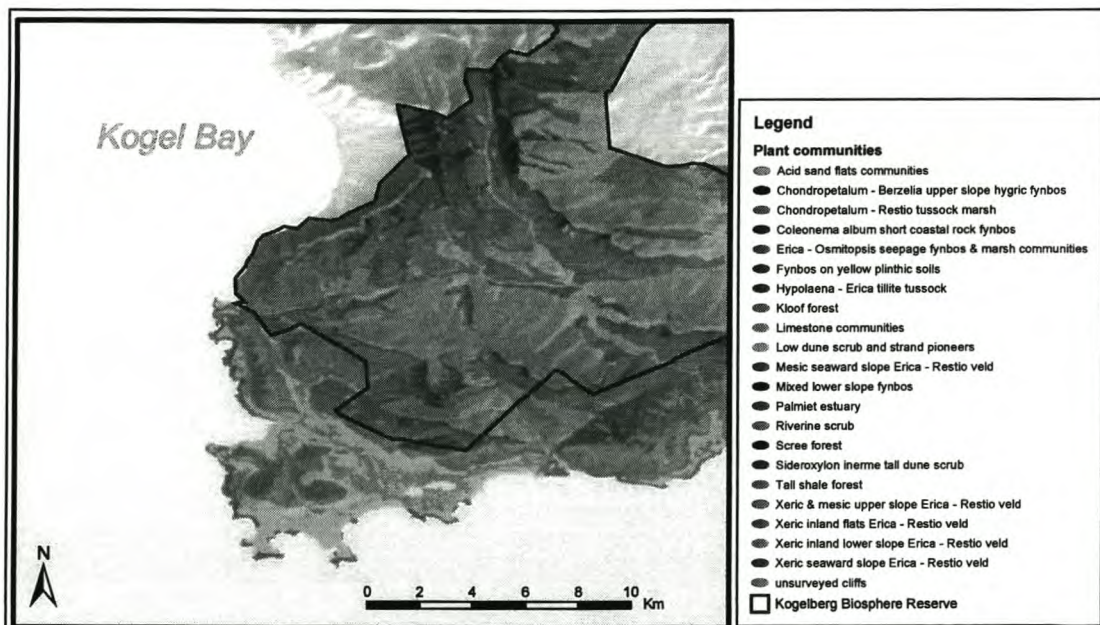 Kogel Bay
N
0 2 4 6 8 10
Km
Legend
Plant communities
Acid sand flats communities
Chondropetalum - Berzelia upper slope hygric fynbos
Chondropetalum - Restio tussock marsh
Coleonema album short coastal rock fynbos
Erica - Osmitopsis seepage fynbos & marsh communities
Fynbos on yellow plinthic soils
Hypolaena - Erica tillite tussock
Kloof forest
Limestone communities
Low dune scrub and strand pioneers
Mesic seaward slope Erica - Restio veld
Mixed lower slope fynbos
Palmiet estuary
Riverine scrub
Scree forest
Sideroxylon inerme tall dune scrub
Tall shale forest
Xeric & mesic upper slope Erica - Restio veld
Xeric inland flats Erica - Restio veld
Xeric inland lower slope Erica - Restio veld
Xeric seaward slope Erica - Restio veld
unsurveyed cliffs
Kogelberg Biosphere Reserve